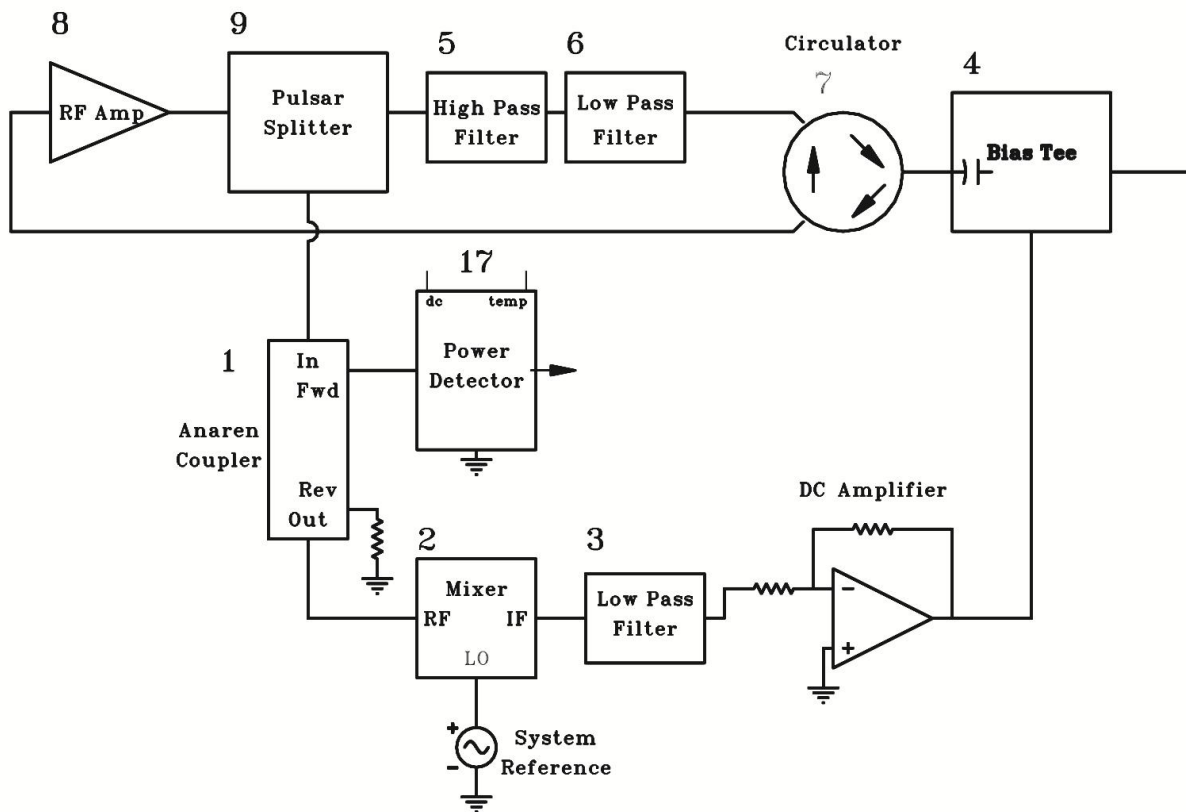 8
9
5
6
Circulator
7
4
RF Amp
Pulsar
Splitter
High Pass
Filter
Low Pass
Filter
Bias Tee
17
dc temp
Power
Detector
1
In
Fwd
Anaren
Coupler
Rev
Out
2
Mixer
RF IF
LO
3
Low Pass
Filter
DC Amplifier
−
+
+
−
System
Reference